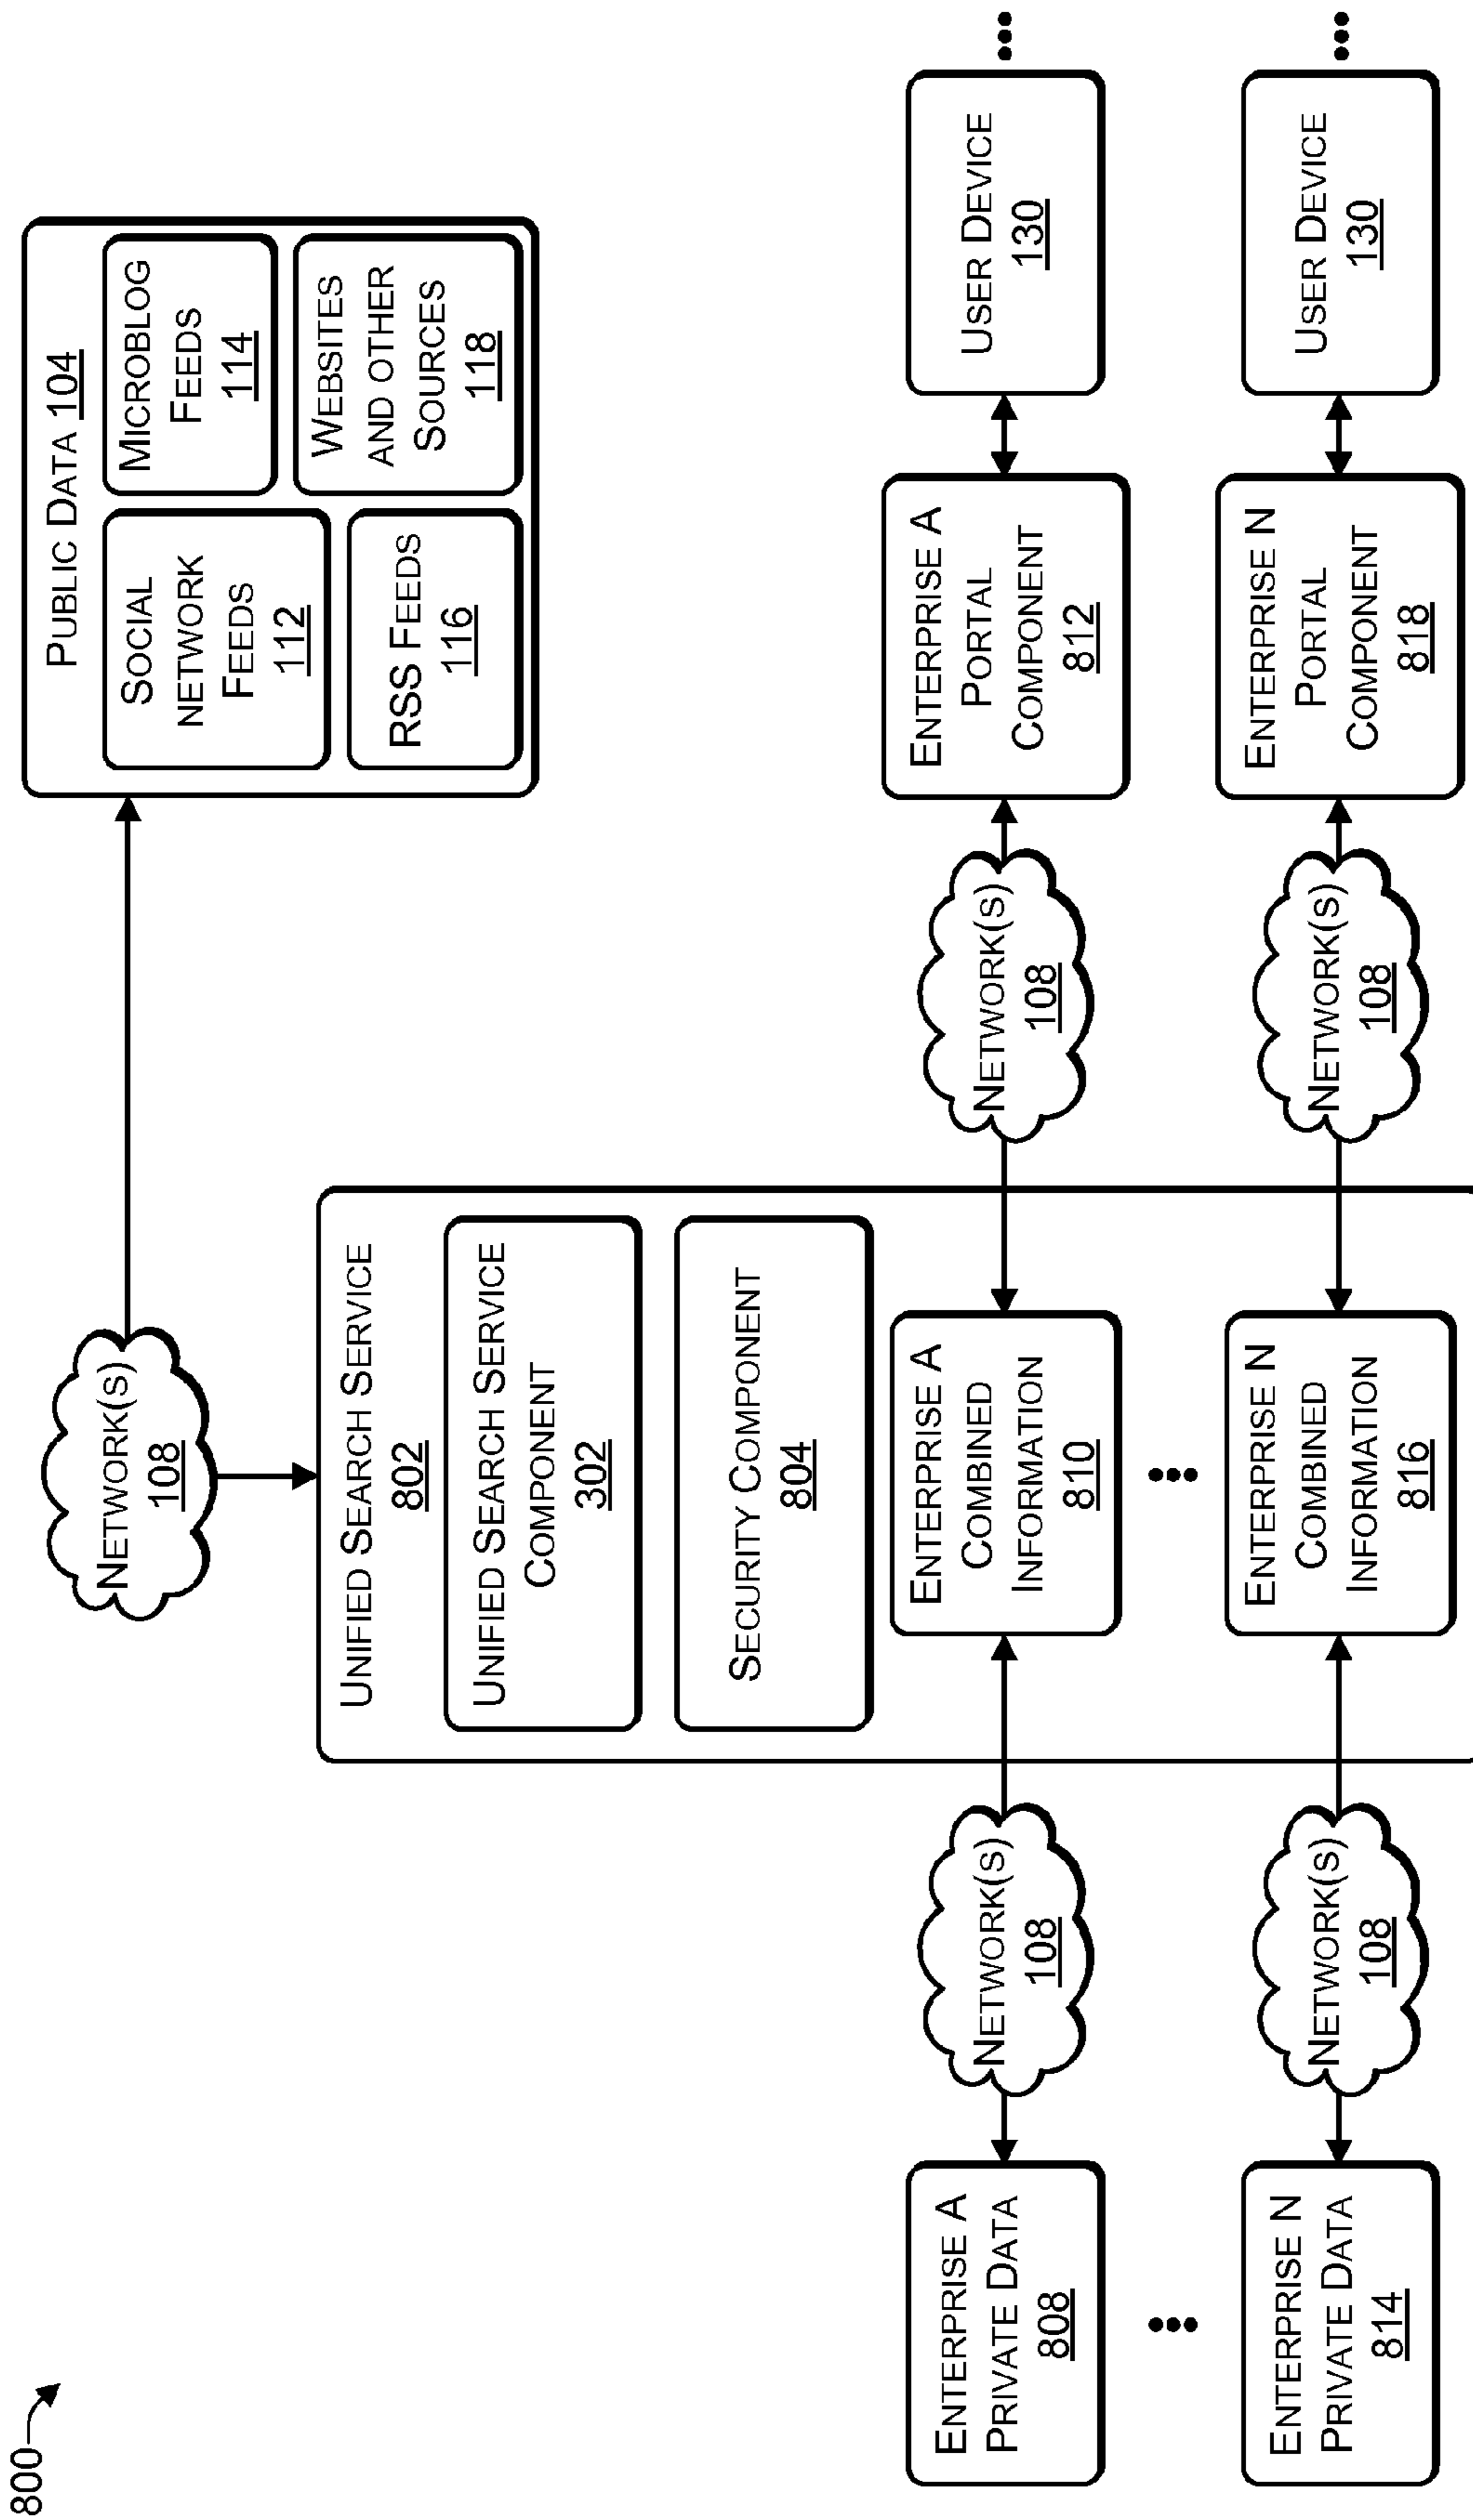 800
PUBLIC DATA 104
SOCIAL
NETWORK
FEEDS
112
MICROBLOG
FEEDS
114
RSS FEEDS
116
WEBSITES
AND OTHER
SOURCES
118
NETWORK(S)
108
UNIFIED SEARCH SERVICE
802
UNIFIED SEARCH SERVICE
COMPONENT
302
SECURITY COMPONENT
804
ENTERPRISE A
PRIVATE DATA
808
NETWORK(S)
108
ENTERPRISE A
COMBINED
INFORMATION
810
NETWORK(S)
108
ENTERPRISE A
PORTAL
COMPONENT
812
USER DEVICE
130
ENTERPRISE N
PRIVATE DATA
814
NETWORK(S)
108
ENTERPRISE N
COMBINED
INFORMATION
816
NETWORK(S)
108
ENTERPRISE N
PORTAL
COMPONENT
818
USER DEVICE
130